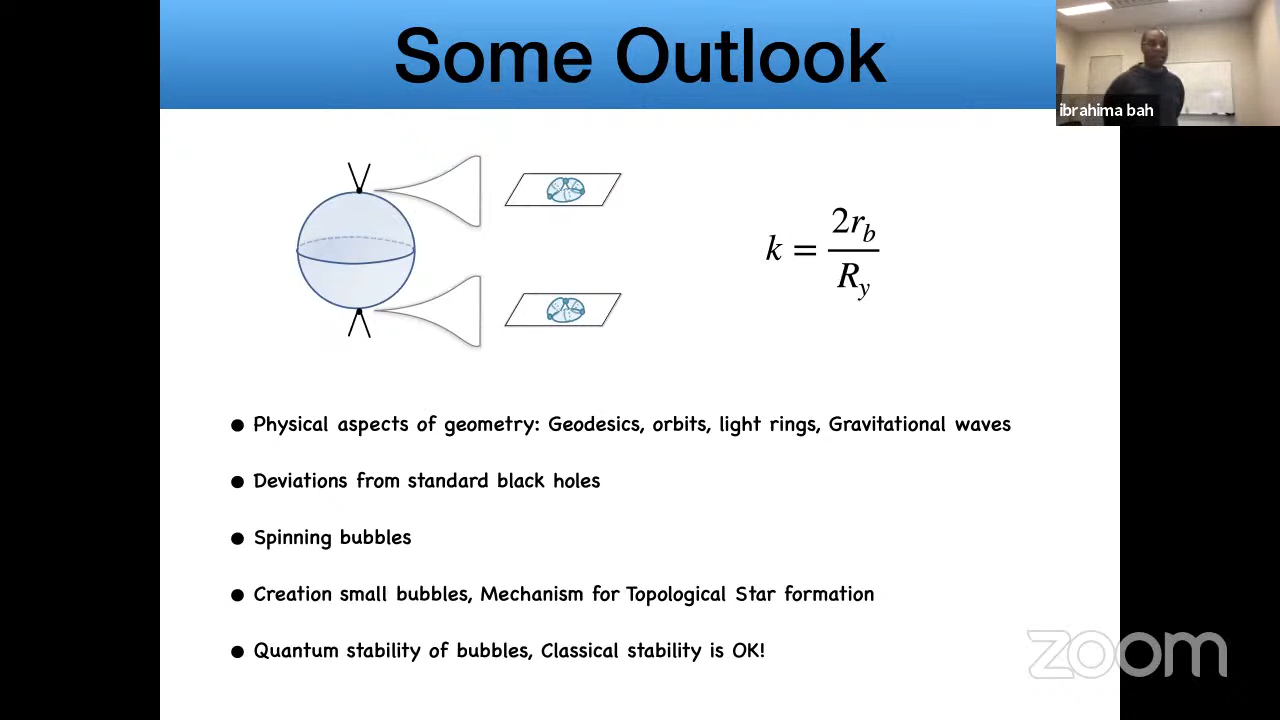 Some Outlook
ibrahima bah
k = 2r_b / R_y
• Physical aspects of geometry: Geodesics, orbits, light rings, Gravitational waves
• Deviations from standard black holes
• Spinning bubbles
• Creation small bubbles, Mechanism for Topological Star formation
• Quantum stability of bubbles, Classical stability is OK!
zoom